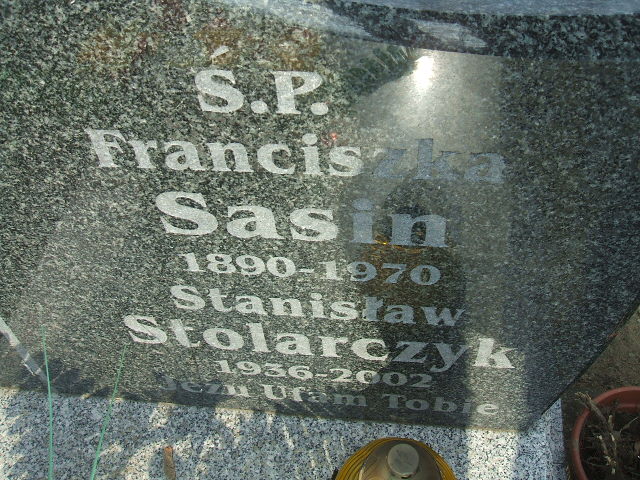 Ś.P.
Franciszka
Sasin
1890-1970
Stanisław
Stolarczyk
1936-2002
Jezu Ufam Tobie